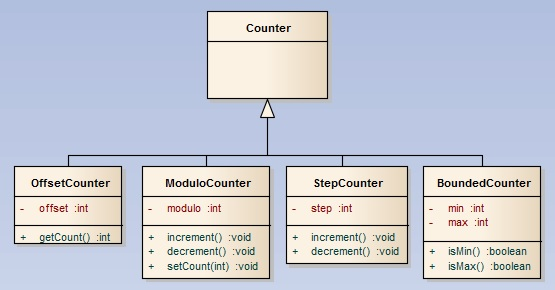 Counter
OffsetCounter
- offset :int
+ getCount() :int
ModuloCounter
- modulo :int
+ increment() :void
+ decrement() :void
+ setCount(int) :void
StepCounter
- step :int
+ increment() :void
+ decrement() :void
BoundedCounter
- min :int
- max :int
+ isMin() :boolean
+ isMax() :boolean